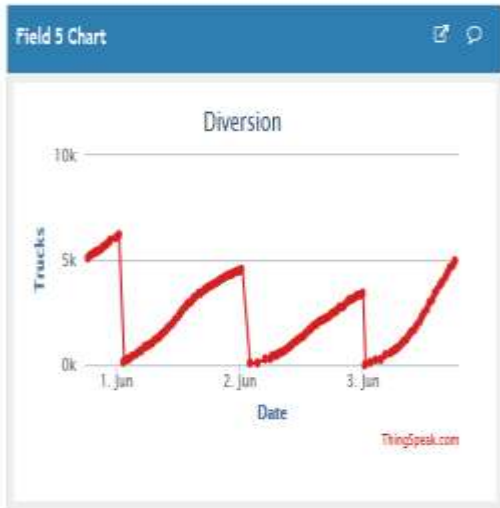 Field 5 Chart
Diversion
10k
5k
0k
Trucks
1. Jun
2. Jun
3. Jun
Date
ThingSpeak.com